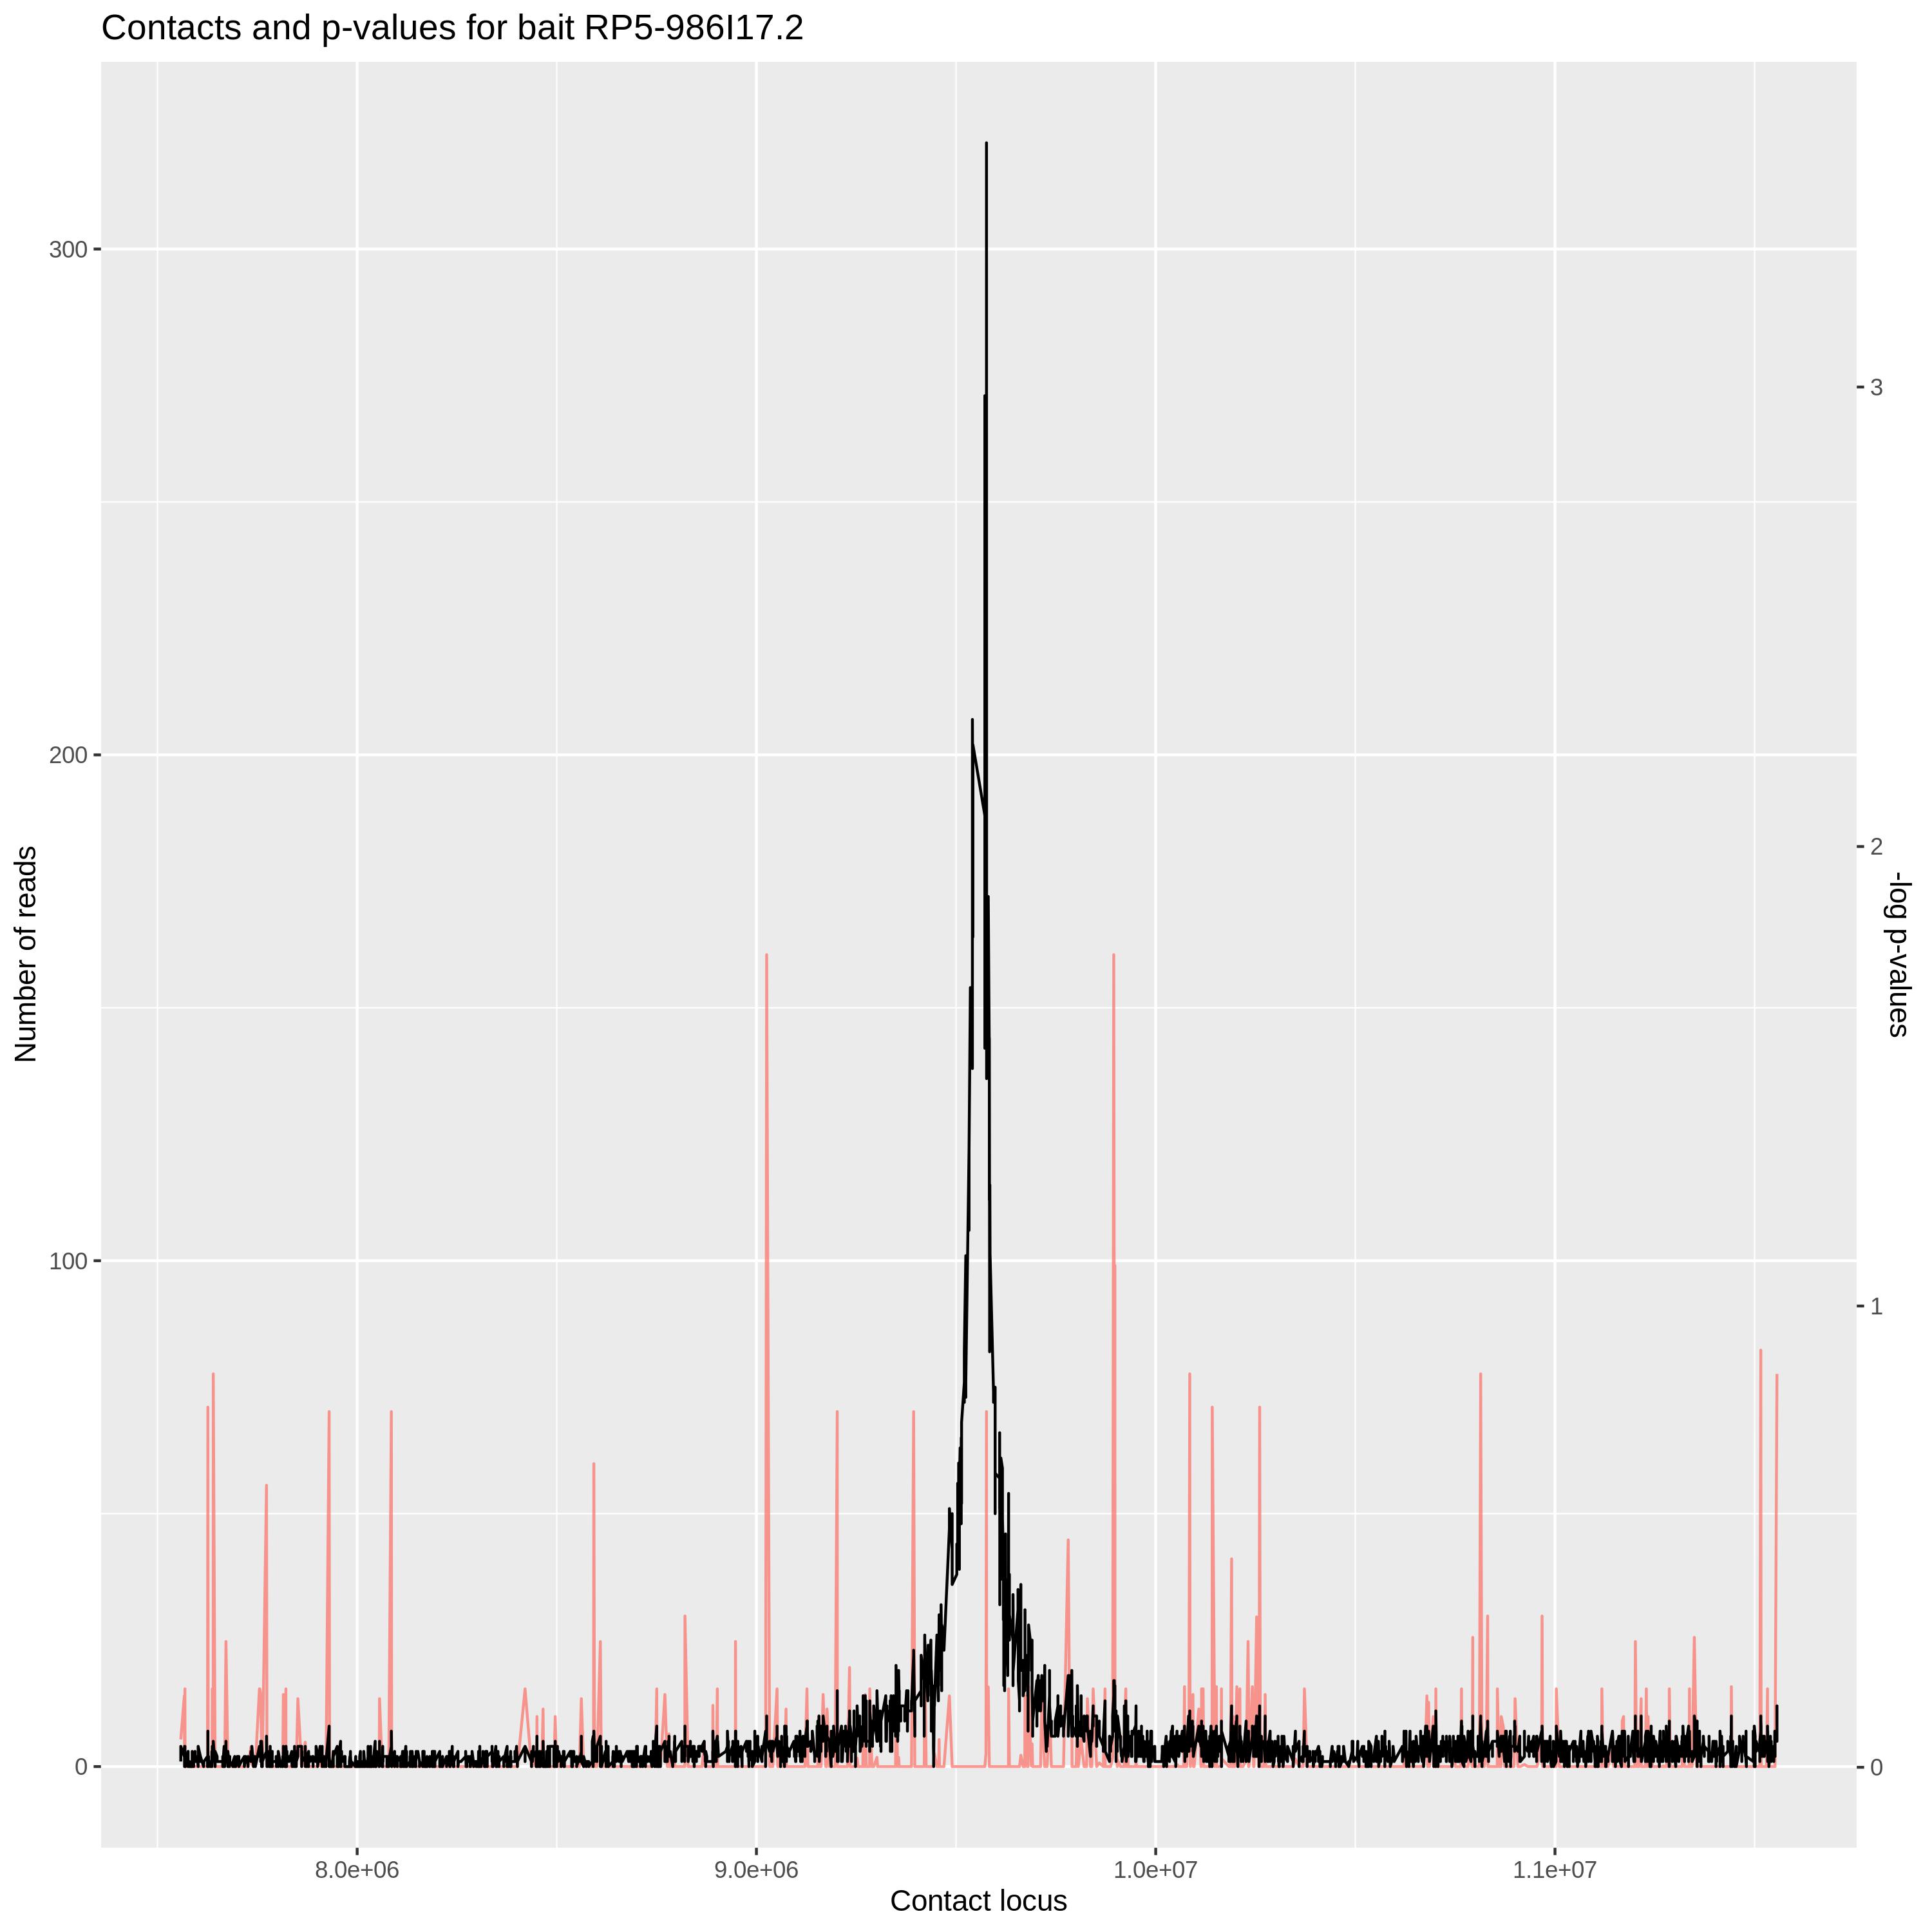 Contacts and p-values for bait RP5-986I17.2
300
200
100
0
Number of reads
3
2
1
0
-log p-values
8.0e+06 9.0e+06 1.0e+07 1.1e+07
Contact locus